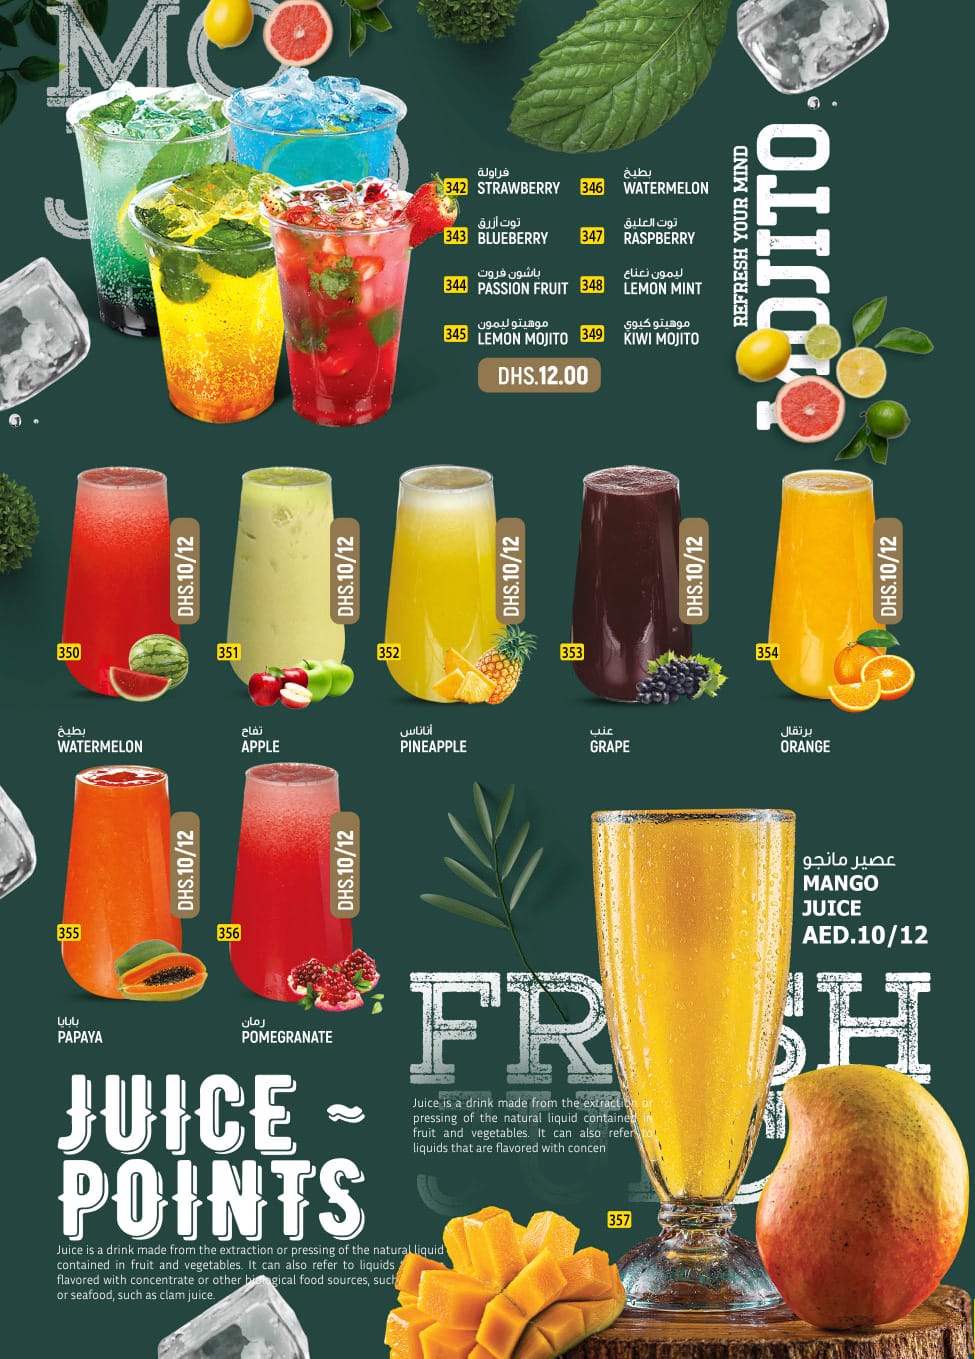 MO
342
فراولة
STRAWBERRY
346
بطيخ
WATERMELON
343
توت أزرق
BLUEBERRY
347
توت العليق
RASPBERRY
344
باشون فروت
PASSION FRUIT
348
ليمون نعناع
LEMON MINT
345
موهيتو ليمون
LEMON MOJITO
349
موهيتو كيوي
KIWI MOJITO
DHS.12.00
REFRESH YOUR MIND
MOJITO
DHS.10/12
350
بطيخ
WATERMELON
DHS.10/12
351
تفاح
APPLE
DHS.10/12
352
أناناس
PINEAPPLE
DHS.10/12
353
عنب
GRAPE
DHS.10/12
354
برتقال
ORANGE
DHS.10/12
355
بابايا
PAPAYA
DHS.10/12
356
رمان
POMEGRANATE
عصير مانجو
MANGO
JUICE
AED.10/12
FRESH
Juice is a drink made from the extraction or
pressing of the natural liquid contained in
fruit and vegetables. It can also refer to
liquids that are flavored with concen
357
JUICE ~
POINTS
Juice is a drink made from the extraction or pressing of the natural liquid
contained in fruit and vegetables. It can also refer to liquids
flavored with concentrate or other biological food sources, such
or seafood, such as clam juice.